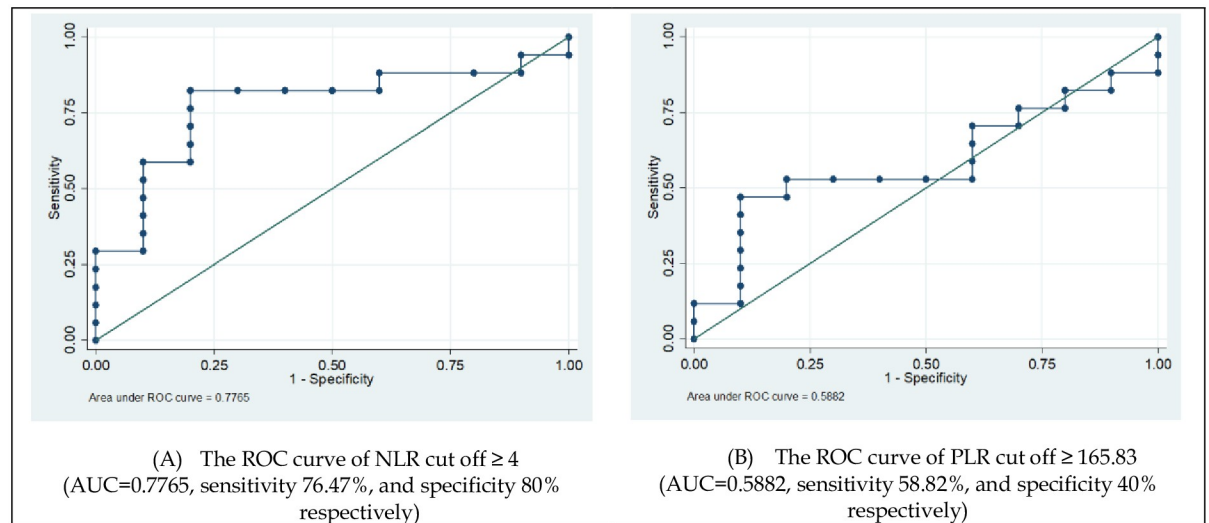 1.00
0.75
Sensitivity
0.50
0.25
0.00
0.00 0.25 0.50 0.75 1.00
1 - Specificity
Area under ROC curve = 0.7765
(A) The ROC curve of NLR cut off ≥ 4
(AUC=0.7765, sensitivity 76.47%, and specificity 80%
respectively)
1.00
0.75
Sensitivity
0.50
0.25
0.00
0.00 0.25 0.50 0.75 1.00
1 - Specificity
Area under ROC curve = 0.5882
(B) The ROC curve of PLR cut off ≥ 165.83
(AUC=0.5882, sensitivity 58.82%, and specificity 40%
respectively)